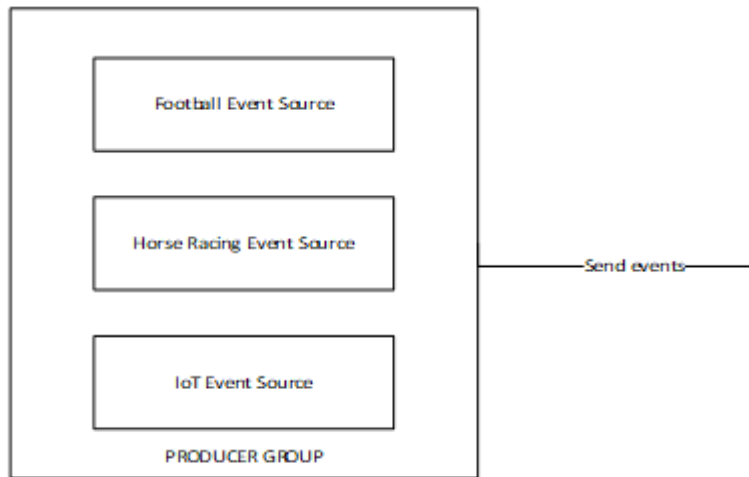 Football Event Source
Horse Racing Event Source
Send events
IoT Event Source
PRODUCER GROUP